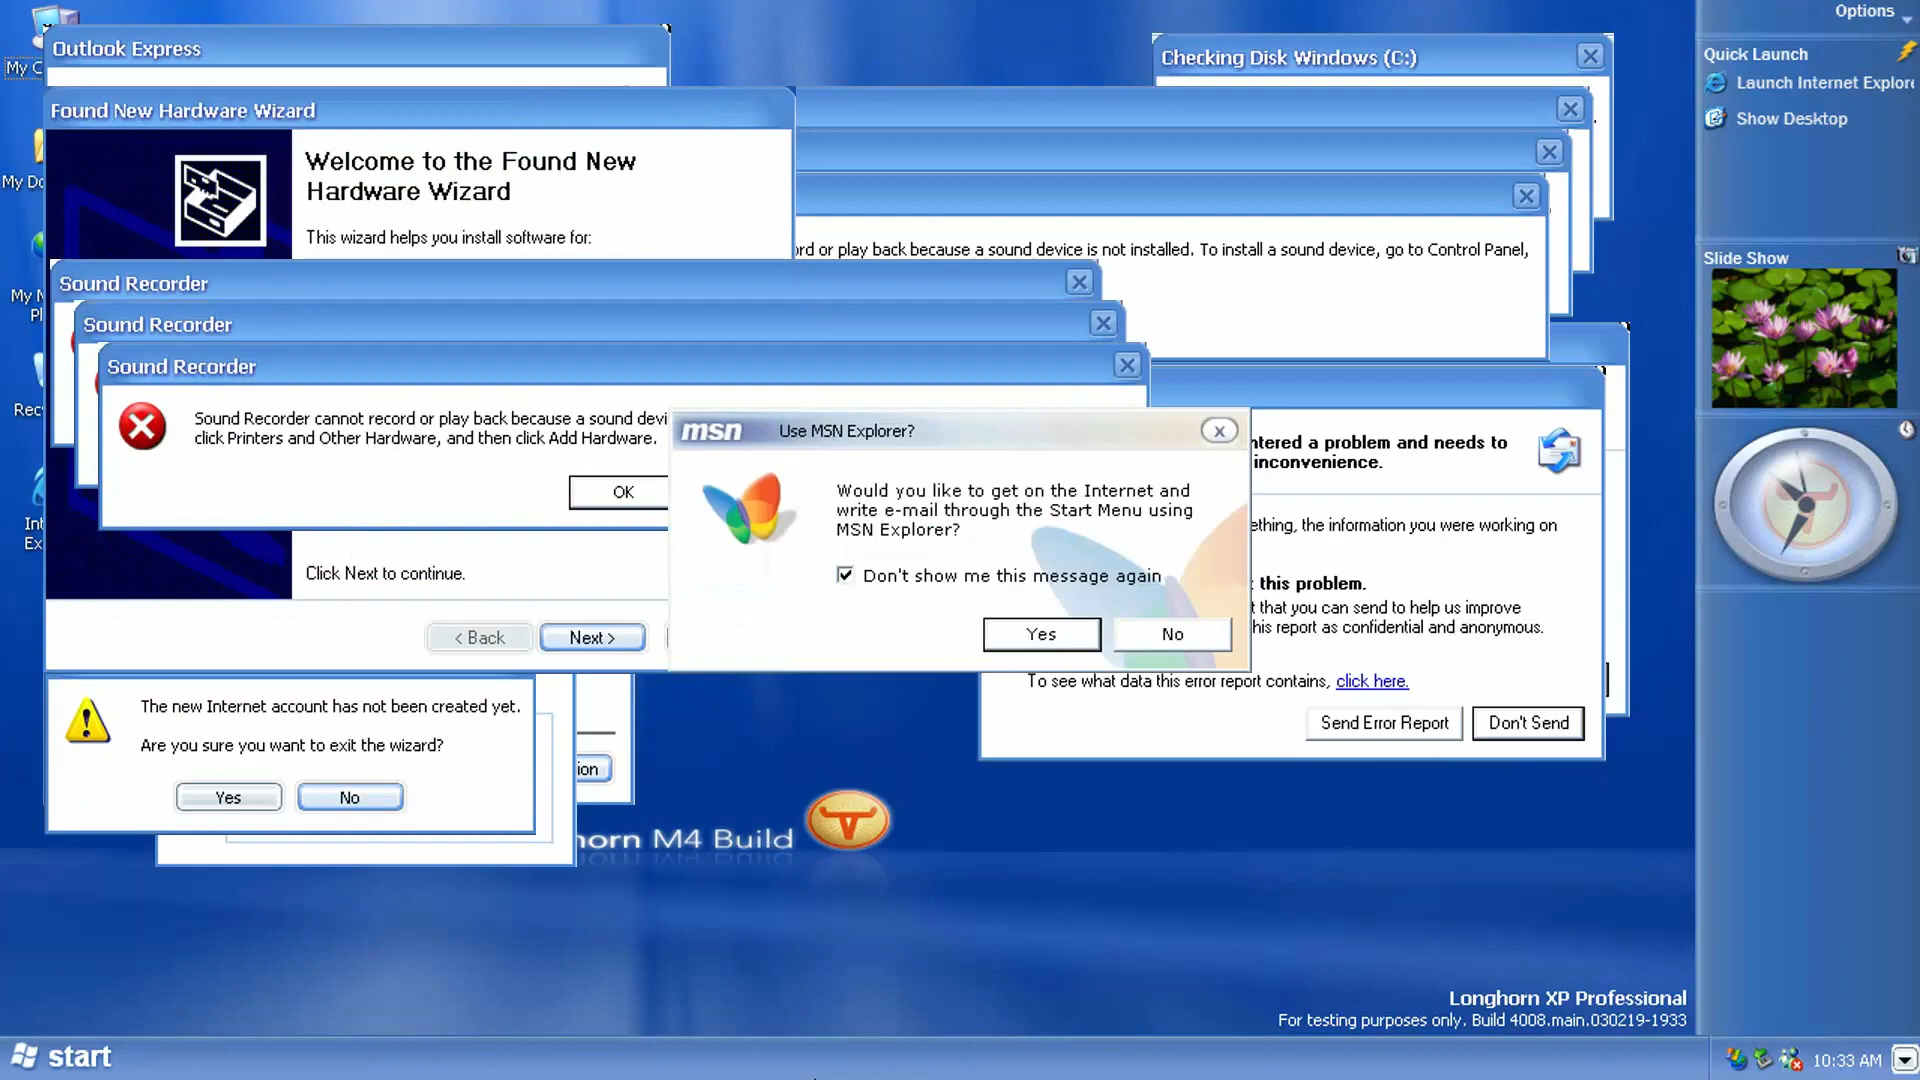 Outlook Express
Checking Disk Windows (C:)
Options
Quick Launch
Launch Internet Explor
Show Desktop
Slide Show
My C
My Do
My N
Pl
Rec
Int
Ex
Found New Hardware Wizard
Welcome to the Found New
Hardware Wizard
This wizard helps you install software for:
ord or play back because a sound device is not installed. To install a sound device, go to Control Panel,
Sound Recorder
Sound Recorder
Sound Recorder
Sound Recorder cannot record or play back because a sound devi
click Printers and Other Hardware, and then click Add Hardware.
OK
Click Next to continue.
< Back
Next >
msn
Use MSN Explorer?
Would you like to get on the Internet and
write e-mail through the Start Menu using
MSN Explorer?
Don't show me this message again
Yes
No
ntered a problem and needs to
inconvenience.
ething, the information you were working on
t this problem.
t that you can send to help us improve
his report as confidential and anonymous.
To see what data this error report contains, click here.
Send Error Report
Don't Send
The new Internet account has not been created yet.
Are you sure you want to exit the wizard?
Yes
No
ion
horn M4 Build
Longhorn XP Professional
For testing purposes only. Build 4008.main.030219-1933
start
10:33 AM